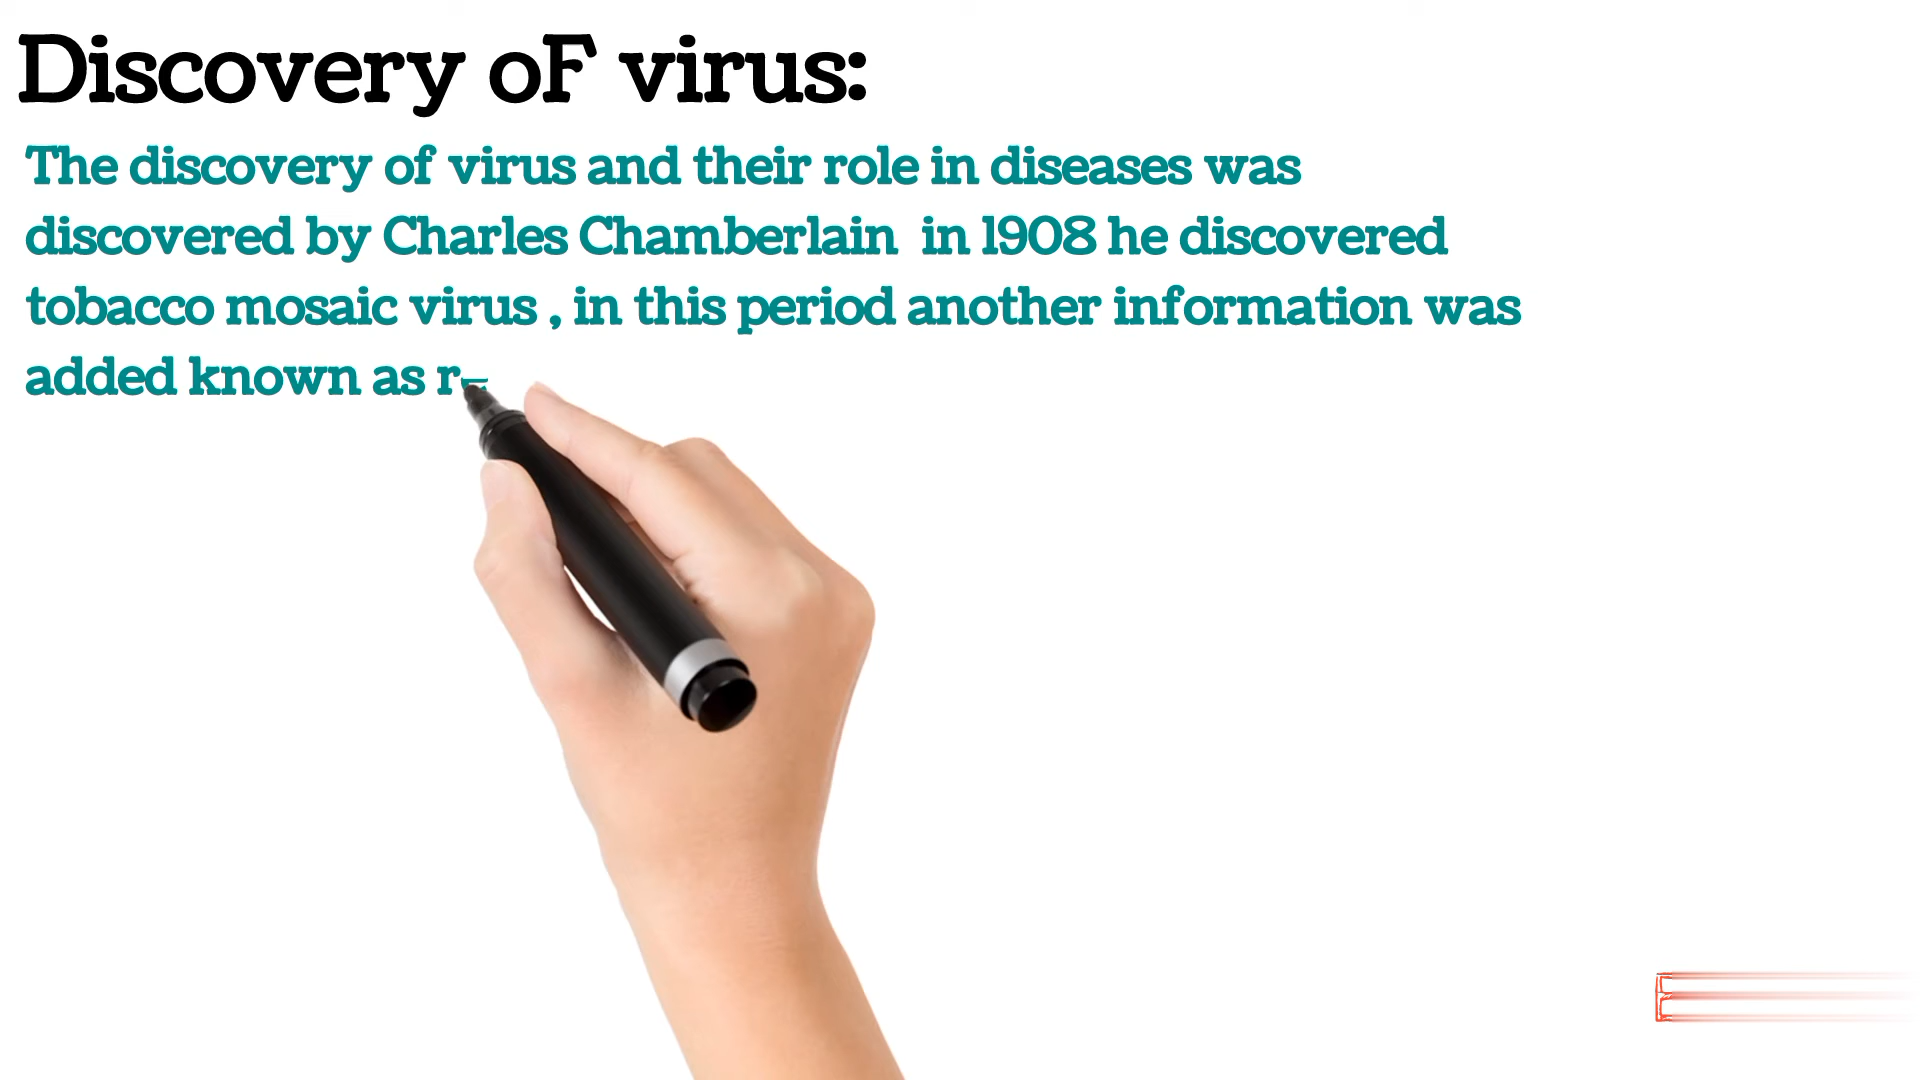 Discovery oF virus:
The discovery of virus and their role in diseases was
discovered by Charles Chamberlain in 1908 he discovered
tobacco mosaic virus , in this period another information was
added known as r